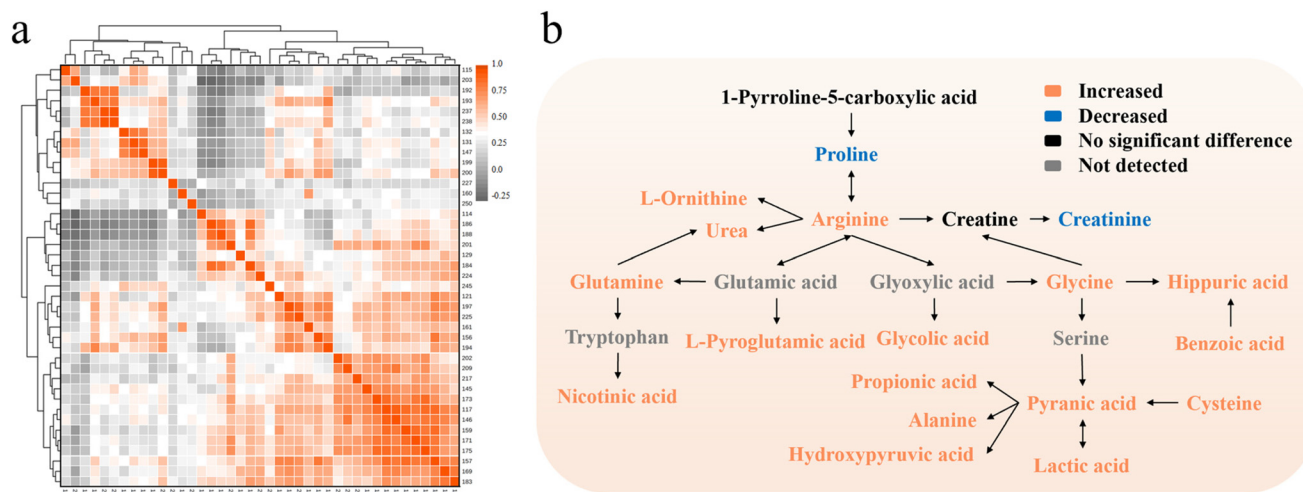 a
1.0
0.75
0.50
0.25
0.0
-0.25
115
203
192
193
237
238
132
131
147
199
200
227
160
250
114
186
188
201
129
184
224
245
121
197
225
161
156
194
202
209
217
145
173
117
146
159
171
175
157
169
183
b
Increased
Decreased
No significant difference
Not detected
1-Pyrroline-5-carboxylic acid
Proline
L-Ornithine
Urea
Arginine
Creatine
Creatinine
Glutamine
Glutamic acid
Glyoxylic acid
Glycine
Hippuric acid
Tryptophan
L-Pyroglutamic acid
Glycolic acid
Serine
Benzoic acid
Nicotinic acid
Propionic acid
Alanine
Hydroxypyruvic acid
Pyranic acid
Cysteine
Lactic acid